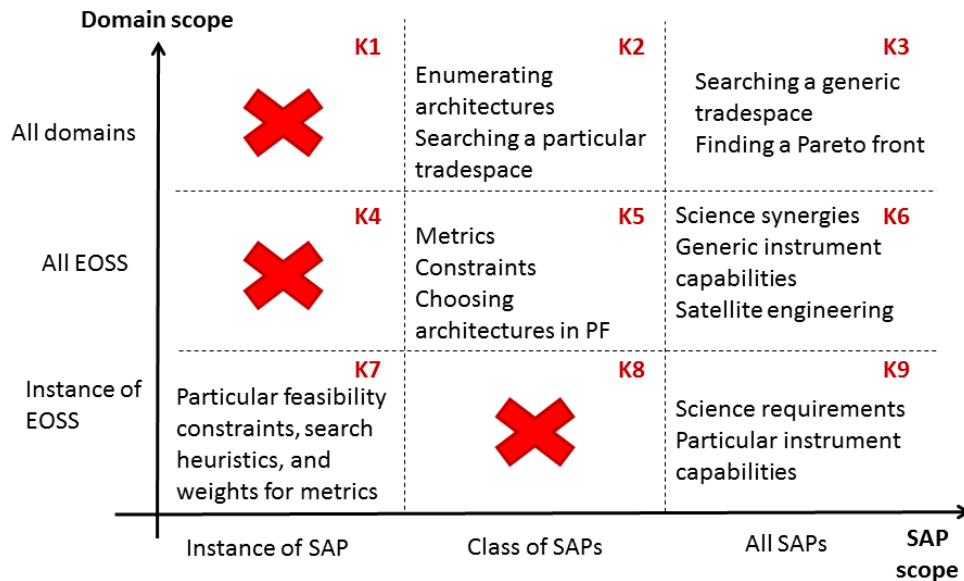 Domain scope
K1
K2
Enumerating
architectures
Searching a particular
tradespace
K3
Searching a generic
tradespace
Finding a Pareto front
All domains
K4
K5
Metrics
Constraints
Choosing
architectures in PF
K6
Science synergies
Generic instrument
capabilities
Satellite engineering
All EOSS
K7
Particular feasibility
constraints, search
heuristics, and
weights for metrics
K8
K9
Science requirements
Particular instrument
capabilities
Instance of
EOSS
Instance of SAP
Class of SAPs
All SAPs
SAP
scope